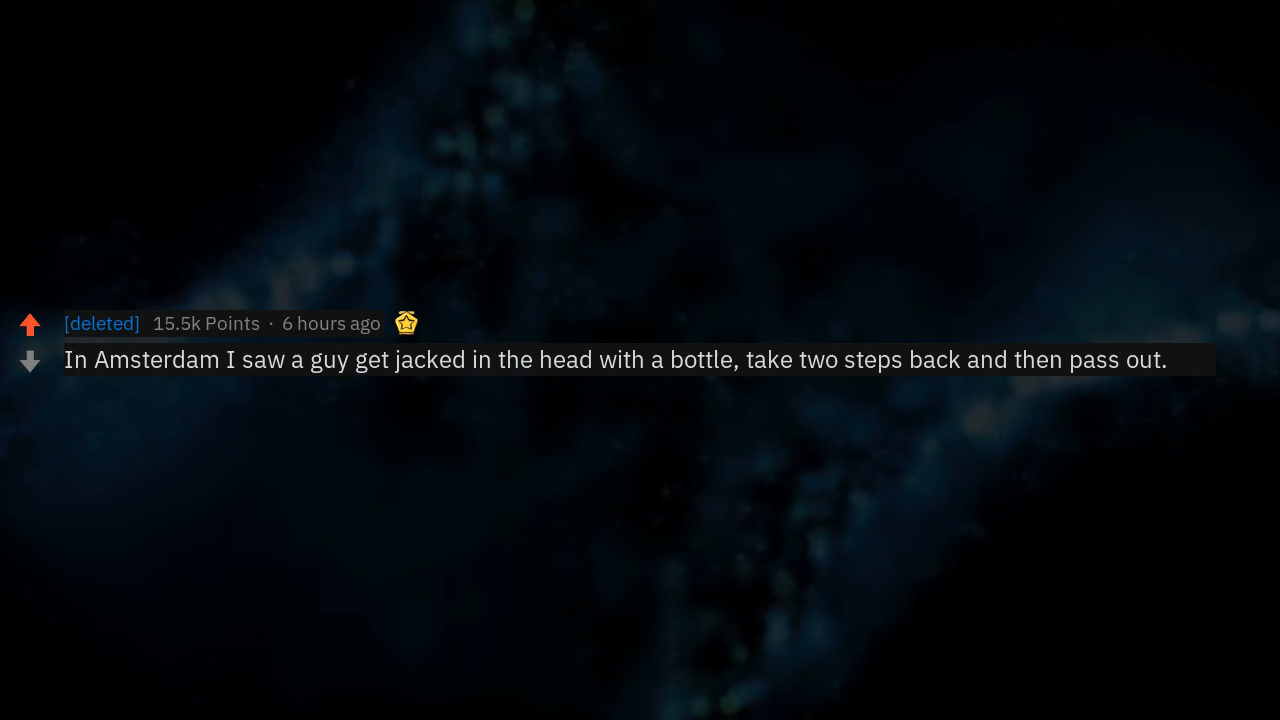 [deleted] 15.5k Points · 6 hours ago
In Amsterdam I saw a guy get jacked in the head with a bottle, take two steps back and then pass out.